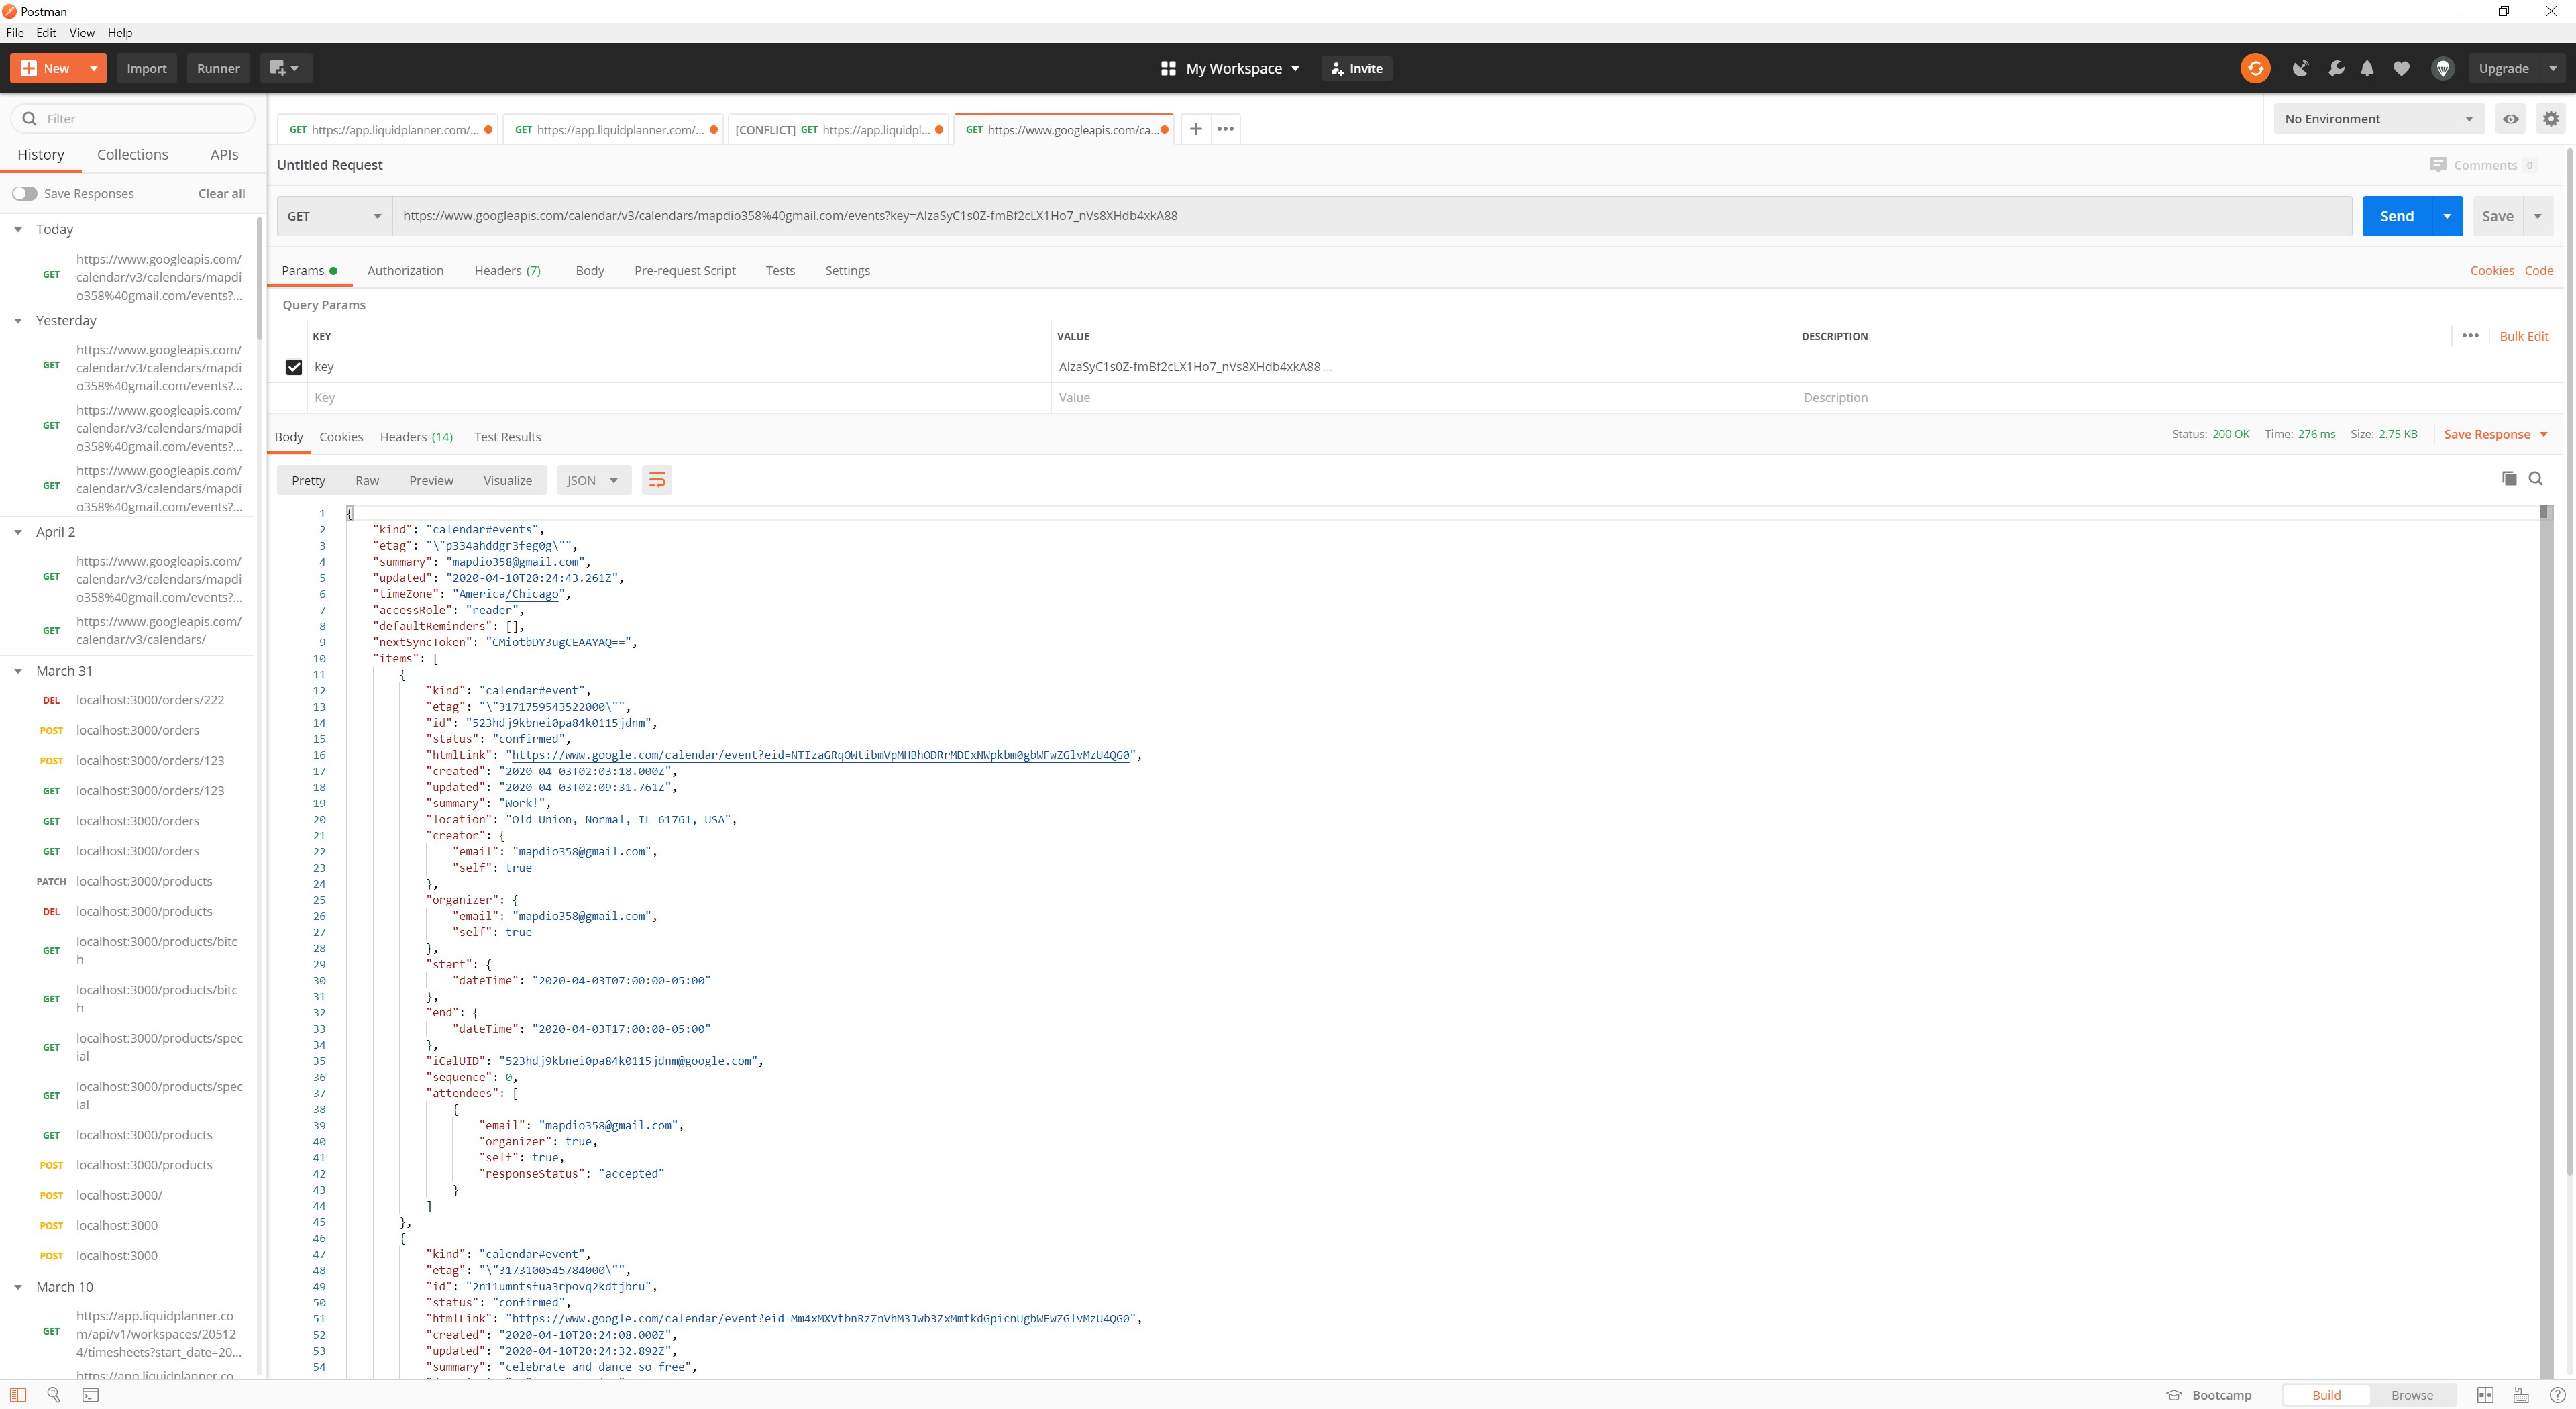 Postman
File Edit View Help
New Import Runner My Workspace Invite Upgrade
Filter
History Collections APIs
Save Responses Clear all
Today
GET https://www.googleapis.com/
calendar/v3/calendars/mapdi
o358%40gmail.com/events?...
Yesterday
GET https://www.googleapis.com/
calendar/v3/calendars/mapdi
o358%40gmail.com/events?...
GET https://www.googleapis.com/
calendar/v3/calendars/mapdi
o358%40gmail.com/events?...
GET https://www.googleapis.com/
calendar/v3/calendars/mapdi
o358%40gmail.com/events?...
April 2
GET https://www.googleapis.com/
calendar/v3/calendars/mapdi
o358%40gmail.com/events?...
GET https://www.googleapis.com/
calendar/v3/calendars/
March 31
DEL localhost:3000/orders/222
POST localhost:3000/orders
POST localhost:3000/orders/123
GET localhost:3000/orders/123
GET localhost:3000/orders
GET localhost:3000/orders
PATCH localhost:3000/products
DEL localhost:3000/products
GET localhost:3000/products/bitc
h
GET localhost:3000/products/bitc
h
GET localhost:3000/products/spec
ial
GET localhost:3000/products/spec
ial
GET localhost:3000/products
POST localhost:3000/products
POST localhost:3000/
POST localhost:3000
POST localhost:3000
March 10
GET https://app.liquidplanner.co
m/api/v1/workspaces/20512
4/timesheets?start_date=20...
https://app.liquidplanner.co
GET https://app.liquidplanner.com/... GET https://app.liquidplanner.com/... [CONFLICT] GET https://app.liquidpl... GET https://www.googleapis.com/ca... + ••• No Environment
Untitled Request Comments 0
GET https://www.googleapis.com/calendar/v3/calendars/mapdio358%40gmail.com/events?key=AIzaSyC1s0Z-fmBf2cLX1Ho7_nVs8XHdb4xkA88 Send Save
Params Authorization Headers (7) Body Pre-request Script Tests Settings Cookies Code
Query Params
KEY VALUE DESCRIPTION ••• Bulk Edit
key AIzaSyC1s0Z-fmBf2cLX1Ho7_nVs8XHdb4xkA88 ...
Key Value Description
Body Cookies Headers (14) Test Results Status: 200 OK Time: 276 ms Size: 2.75 KB Save Response
Pretty Raw Preview Visualize JSON
1 {
2 "kind": "calendar#events",
3 "etag": "\"p334ahddgr3feg0g\"",
4 "summary": "mapdio358@gmail.com",
5 "updated": "2020-04-10T20:24:43.261Z",
6 "timeZone": "America/Chicago",
7 "accessRole": "reader",
8 "defaultReminders": [],
9 "nextSyncToken": "CMiotbDY3ugCEAAYAQ==",
10 "items": [
11 {
12 "kind": "calendar#event",
13 "etag": "\"3171759543522000\"",
14 "id": "523hdj9kbnei0pa84k0115jdnm",
15 "status": "confirmed",
16 "htmlLink": "https://www.google.com/calendar/event?eid=NTIzaGRqOWtibmVpMHBhODRrMDExNWpkbm0gbWFwZGlvMzU4QG0",
17 "created": "2020-04-03T02:03:18.000Z",
18 "updated": "2020-04-03T02:09:31.761Z",
19 "summary": "Work!",
20 "location": "Old Union, Normal, IL 61761, USA",
21 "creator": {
22 "email": "mapdio358@gmail.com",
23 "self": true
24 },
25 "organizer": {
26 "email": "mapdio358@gmail.com",
27 "self": true
28 },
29 "start": {
30 "dateTime": "2020-04-03T07:00:00-05:00"
31 },
32 "end": {
33 "dateTime": "2020-04-03T17:00:00-05:00"
34 },
35 "iCalUID": "523hdj9kbnei0pa84k0115jdnm@google.com",
36 "sequence": 0,
37 "attendees": [
38 {
39 "email": "mapdio358@gmail.com",
40 "organizer": true,
41 "self": true,
42 "responseStatus": "accepted"
43 }
44 ]
45 },
46 {
47 "kind": "calendar#event",
48 "etag": "\"3173100545784000\"",
49 "id": "2n11umntsfua3rpovq2kdtjbru",
50 "status": "confirmed",
51 "htmlLink": "https://www.google.com/calendar/event?eid=Mm4xMXVtbnRzZnVhM3Jwb3ZxMmtkdGpicnUgbWFwZGlvMzU4QG0",
52 "created": "2020-04-10T20:24:08.000Z",
53 "updated": "2020-04-10T20:24:32.892Z",
54 "summary": "celebrate and dance so free",
Bootcamp Build Browse